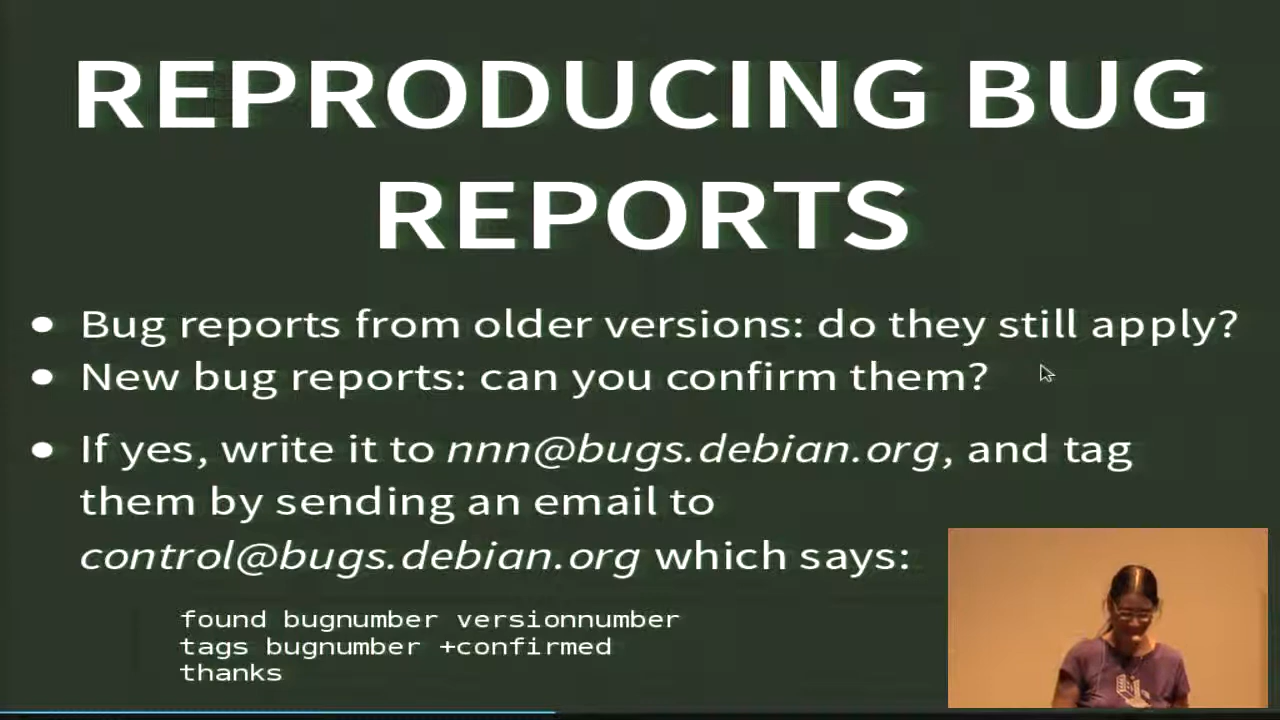 REPRODUCING BUG
REPORTS
• Bug reports from older versions: do they still apply?
• New bug reports: can you confirm them?
• If yes, write it to nnn@bugs.debian.org, and tag
them by sending an email to
control@bugs.debian.org which says:
found bugnumber versionnumber
tags bugnumber +confirmed
thanks